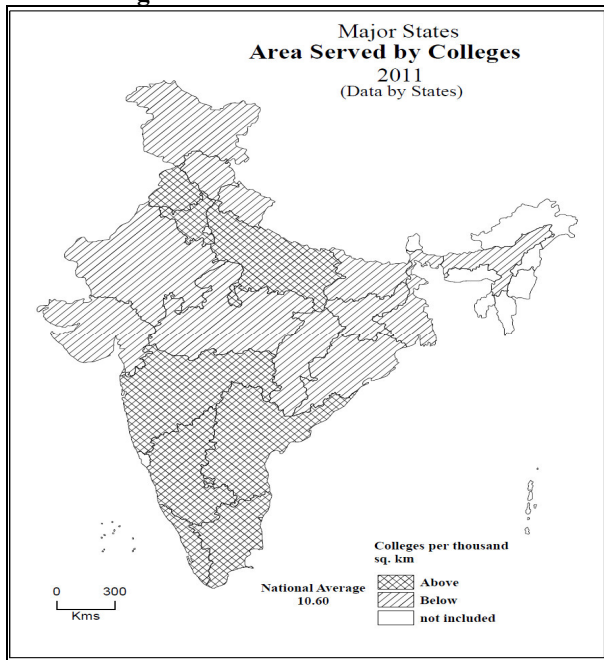 Major States
Area Served by Colleges
2011
(Data by States)
Colleges per thousand
sq. km
National Average
10.60
Above
Below
not included
0 300
Kms